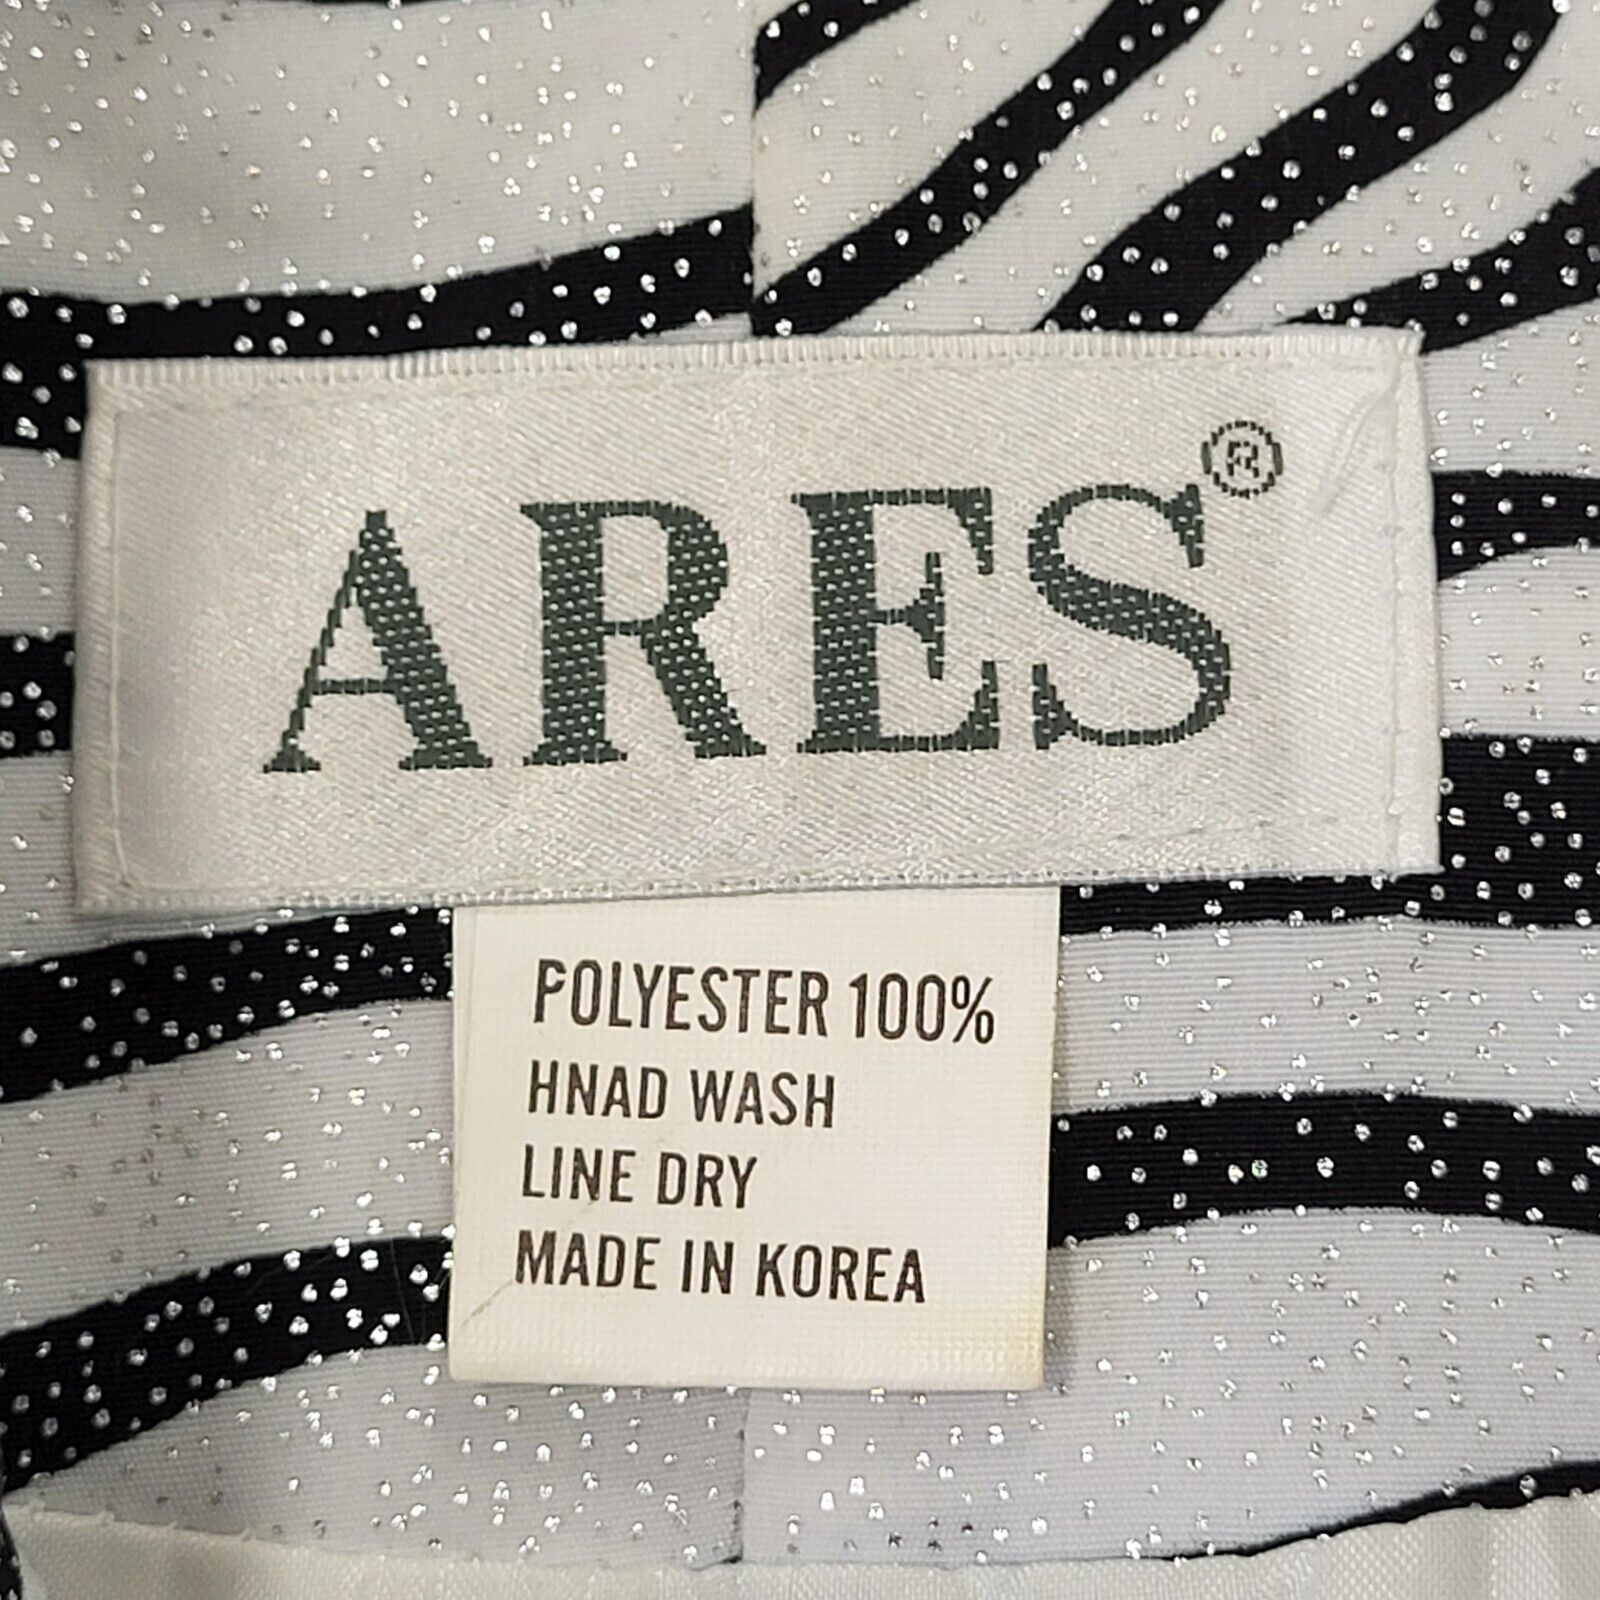 ARES®
POLYESTER 100%
HNAD WASH
LINE DRY
MADE IN KOREA